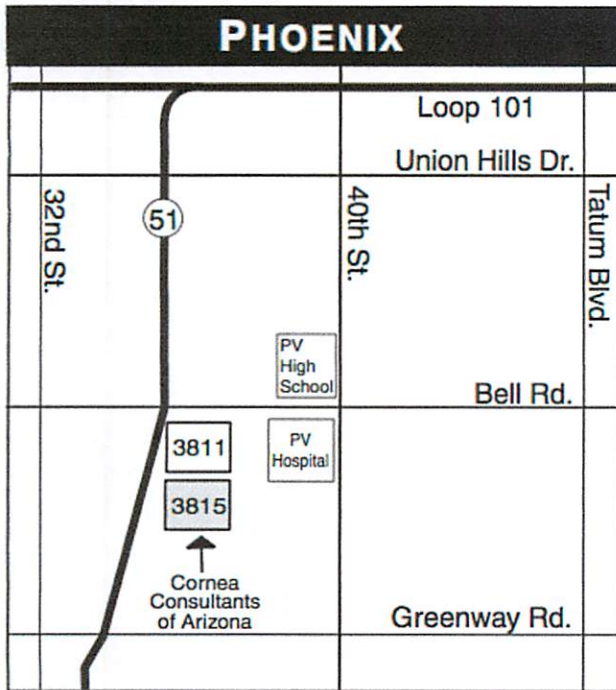 PHOENIX
Loop 101
Union Hills Dr.
32nd St.
51
40th St.
Tatum Blvd.
PV
High
School
Bell Rd.
3811
PV
Hospital
3815
Cornea
Consultants
of Arizona
Greenway Rd.